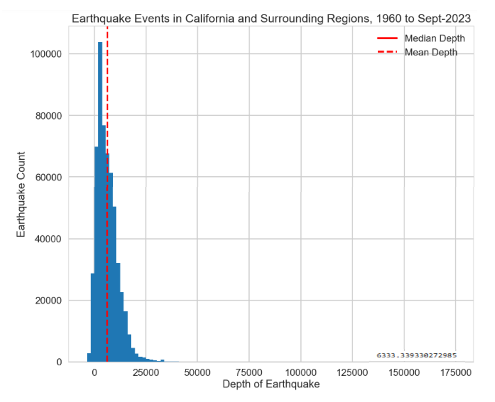 Earthquake Events in California and Surrounding Regions, 1960 to Sept-2023
Median Depth
Mean Depth
100000
80000
60000
40000
20000
0
Earthquake Count
6333.339330272985
0 25000 50000 75000 100000 125000 150000 175000
Depth of Earthquake